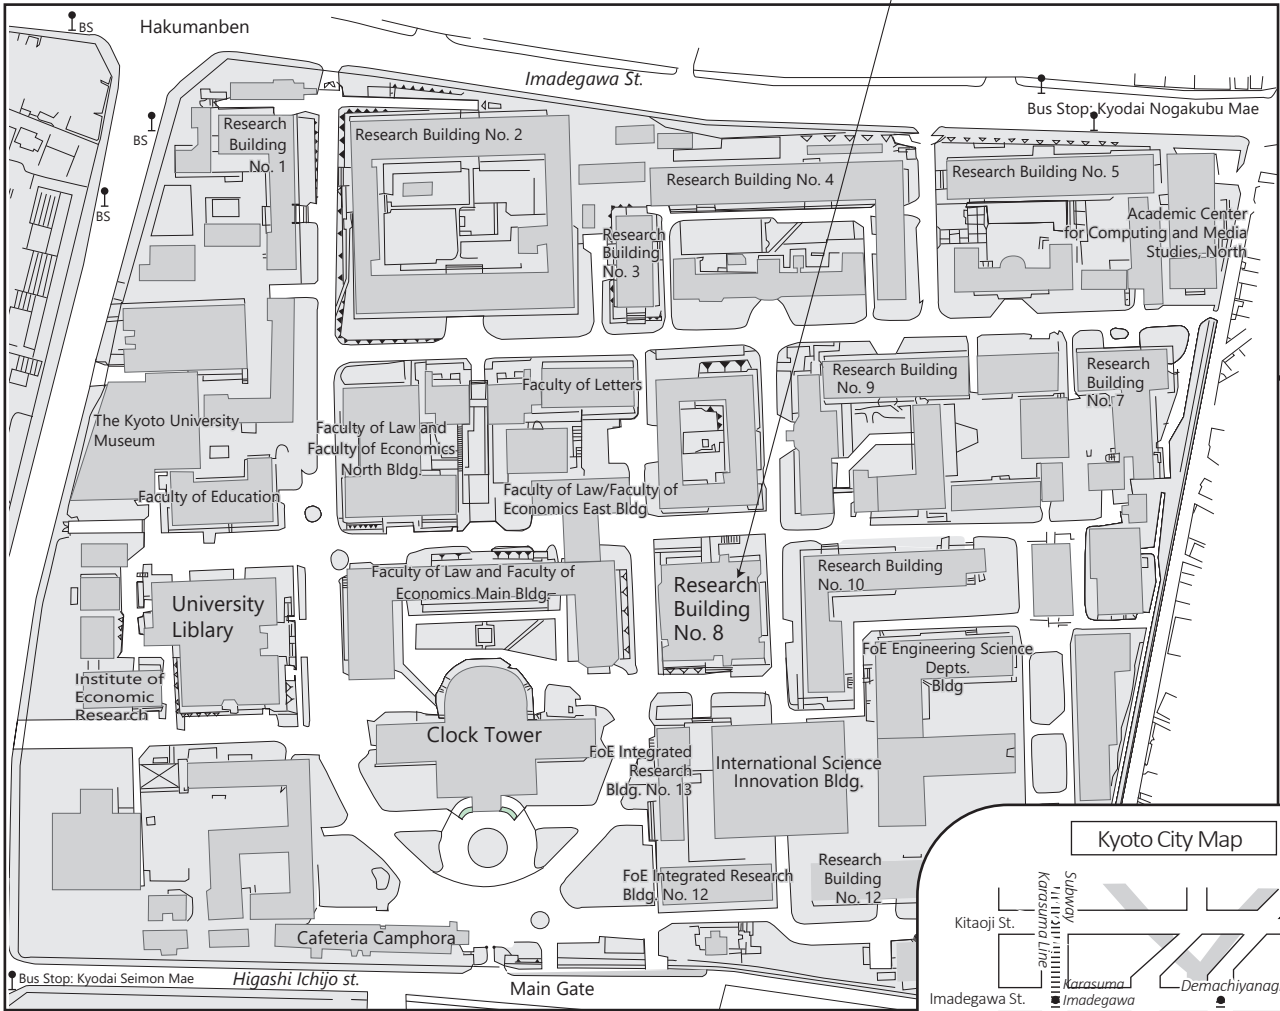 BS
Hakumanben
Imadegawa St.
Bus Stop: Kyodai Nogakubu Mae
BS
BS
Research
Building
No. 1
Research Building No. 2
Research Building No. 4
Research Building No. 5
Research
Building
No. 3
Academic Center
for Computing and Media
Studies, North
Faculty of Letters
Research Building
No. 9
Research
Building
No. 7
The Kyoto University
Museum
Faculty of Law and
Faculty of Economics
North Bldg.
Faculty of Education
Faculty of Law/Faculty of
Economics East Bldg
Faculty of Law and Faculty of
Economics Main Bldg
Research
Building
No. 8
Research Building
No. 10
University
Lilbary
FoE Engineering Science
Depts.
Bldg
Institute of
Economic
Research
Clock Tower
FoE Integrated
Research
Bldg. No. 13
International Science
Innovation Bldg.
FoE Integrated Research
Bldg. No. 12
Research
Building
No. 12
Cafeteria Camphora
Bus Stop: Kyodai Seimon Mae
Higashi Ichijo st.
Main Gate
Kyoto City Map
Subway
Karasuma Line
Kitaoji St.
Imadegawa St.
Karasuma
Imadegawa
Demachiyanag